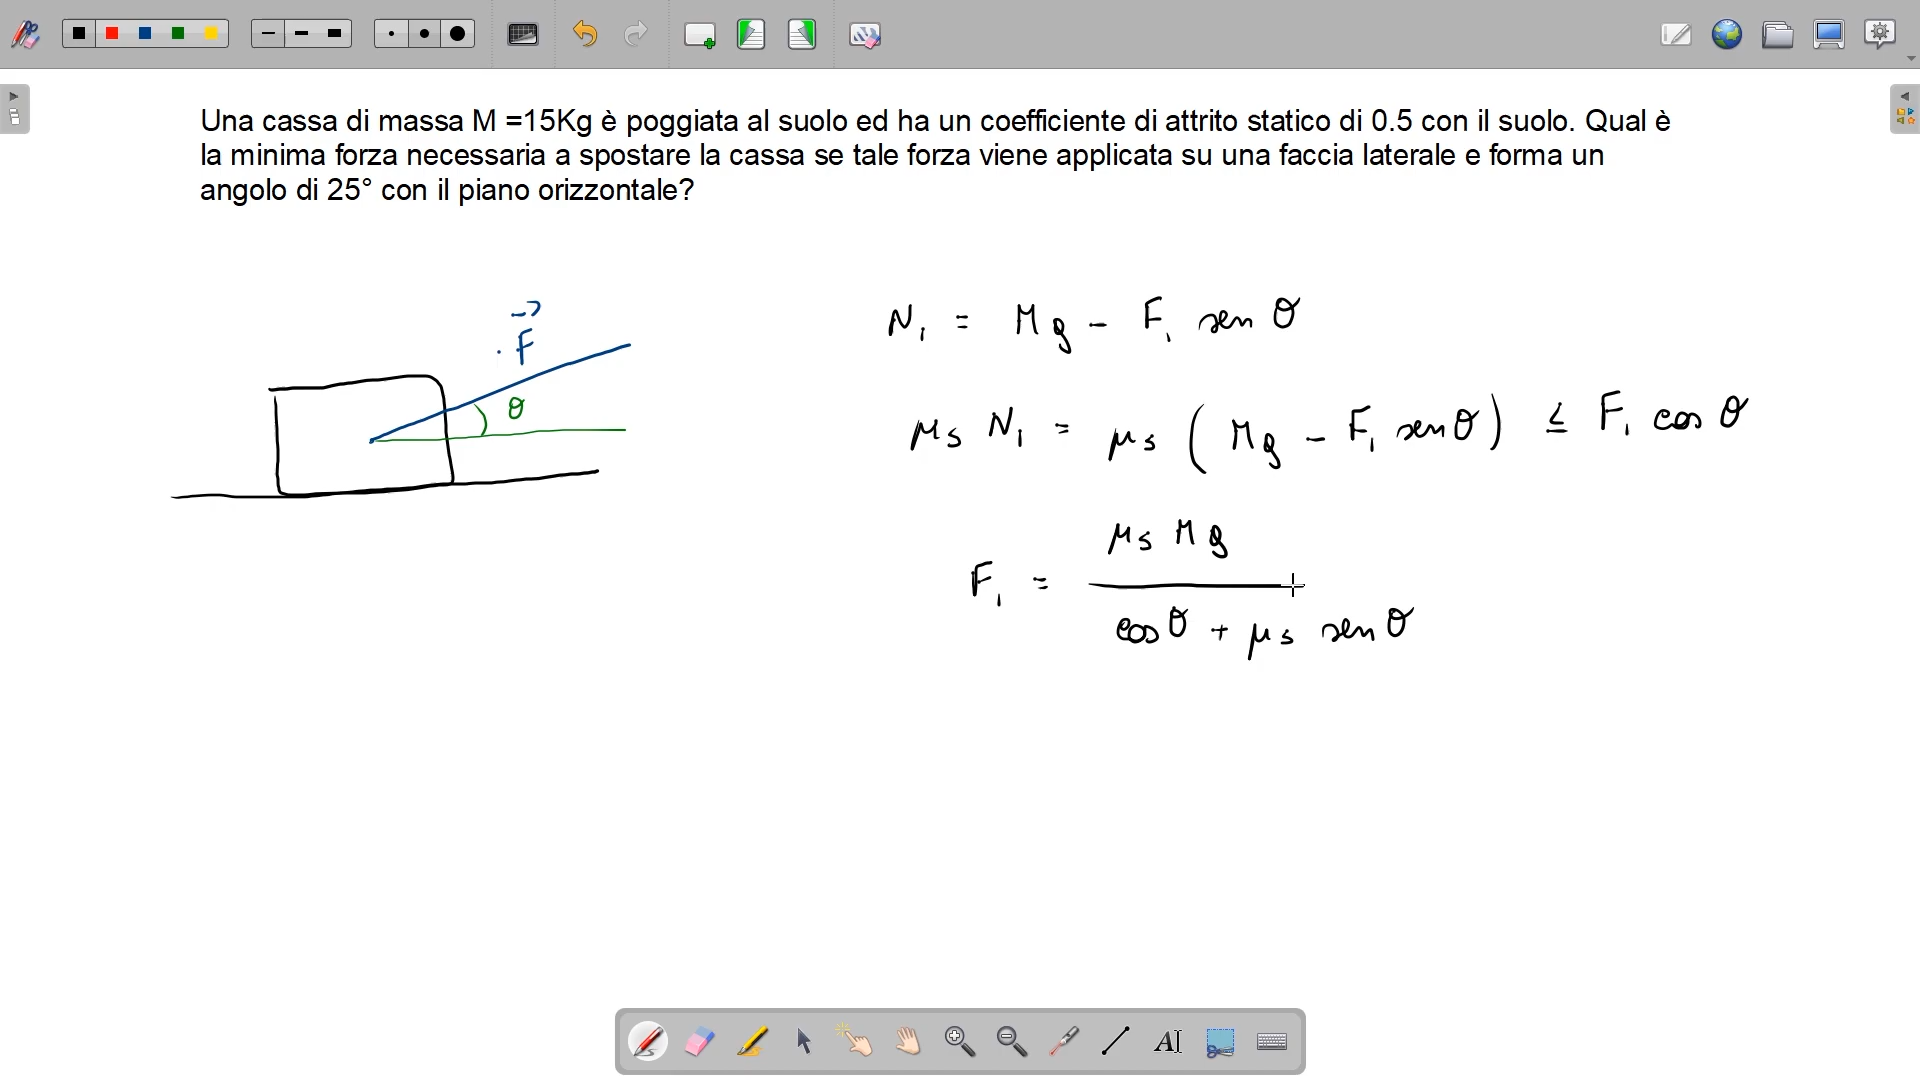 Una cassa di massa M =15Kg è poggiata al suolo ed ha un coefficiente di attrito statico di 0.5 con il suolo. Qual è
la minima forza necessaria a spostare la cassa se tale forza viene applicata su una faccia laterale e forma un
angolo di 25° con il piano orizzontale?
F⃗
θ
N₁ = Mg - F₁ sen θ
μs N₁ = μs ( Mg - F₁ sen θ ) ≤ F₁ cos θ
μs Mg
F₁ =
cos θ + μs sen θ
AI